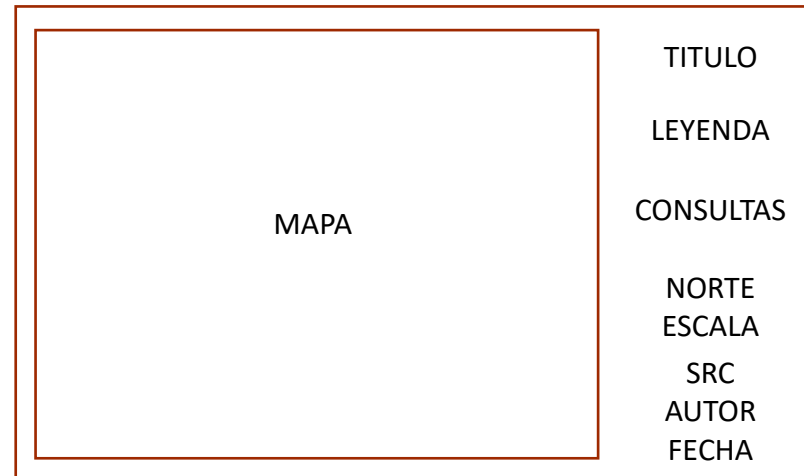 MAPA
TITULO
LEYENDA
CONSULTAS
NORTE
ESCALA
SRC
AUTOR
FECHA